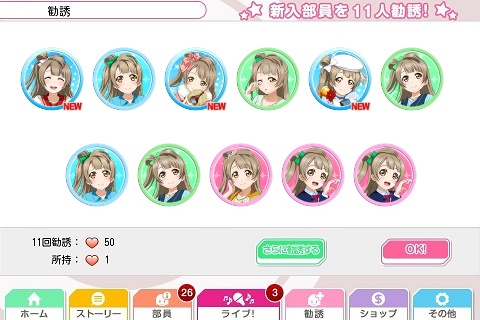 勧誘
新入部員を11人勧誘!
NEW
NEW
NEW
11回勧誘: 50
所持: 1
さらに勧誘する
OK!
26
3
ホーム
ストーリー
部員
ライブ!
勧誘
ショップ
その他